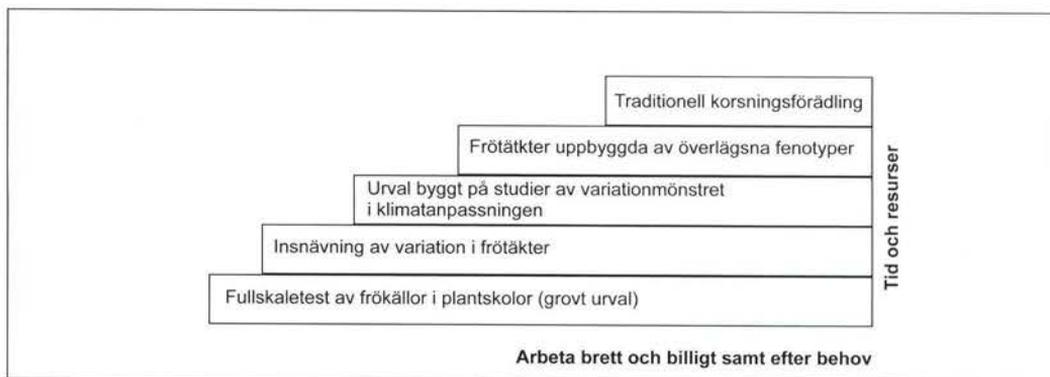 Traditionell korsningsförädling
Frötätkter uppbyggda av överlägsna fenotyper
Urval byggt på studier av variationmönstret
i klimatanpassningen
Insnävning av variation i frötäkter
Fullskaletest av frökällor i plantskolor (grovt urval)
Tid och resurser
Arbeta brett och billigt samt efter behov